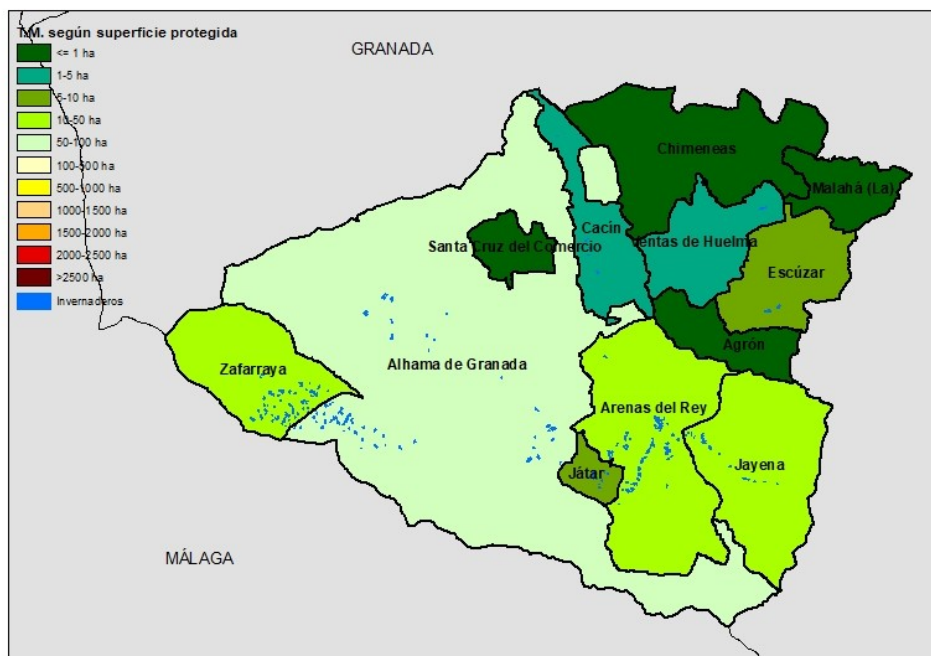 T.M. según superficie protegida
<= 1 ha
1-5 ha
5-10 ha
10-50 ha
50-100 ha
100-500 ha
500-1000 ha
1000-1500 ha
1500-2000 ha
2000-2500 ha
>2500 ha
Invernaderos
GRANADA
Chimeneas
Malahá (La)
Cacín
Santa Cruz del Comercio
Ventas de Huelma
Escúzar
Agrón
Zafarraya
Alhama de Granada
Arenas del Rey
Játar
Jayena
MÁLAGA